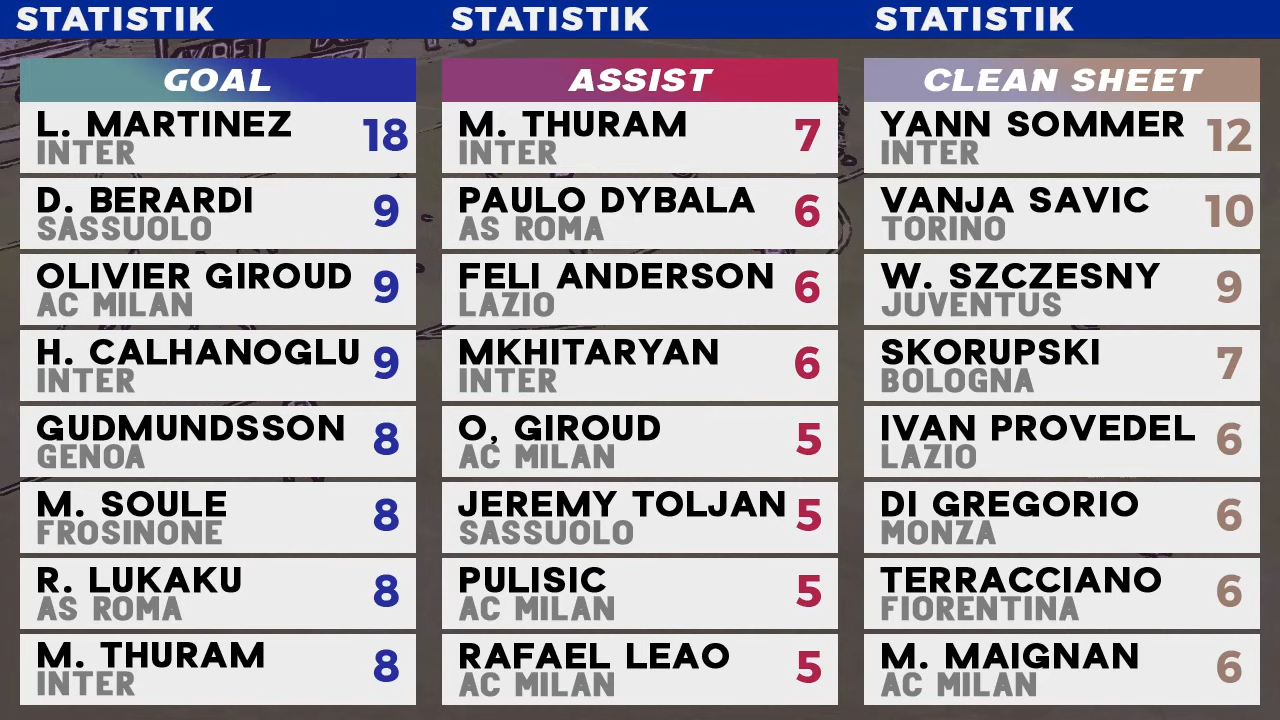 STATISTIK
GOAL
L. MARTINEZ 18
INTER
D. BERARDI 9
SASSUOLO
OLIVIER GIROUD 9
AC MILAN
H. CALHANOGLU 9
INTER
GUDMUNDSSON 8
GENOA
M. SOULE 8
FROSINONE
R. LUKAKU 8
AS ROMA
M. THURAM 8
INTER
STATISTIK
ASSIST
M. THURAM 7
INTER
PAULO DYBALA 6
AS ROMA
FELI ANDERSON 6
LAZIO
MKHITARYAN 6
INTER
O, GIROUD 5
AC MILAN
JEREMY TOLJAN 5
SASSUOLO
PULISIC 5
AC MILAN
RAFAEL LEAO 5
AC MILAN
STATISTIK
CLEAN SHEET
YANN SOMMER 12
INTER
VANJA SAVIC 10
TORINO
W. SZCZESNY 9
JUVENTUS
SKORUPSKI 7
BOLOGNA
IVAN PROVEDEL 6
LAZIO
DI GREGORIO 6
MONZA
TERRACCIANO 6
FIORENTINA
M. MAIGNAN 6
AC MILAN